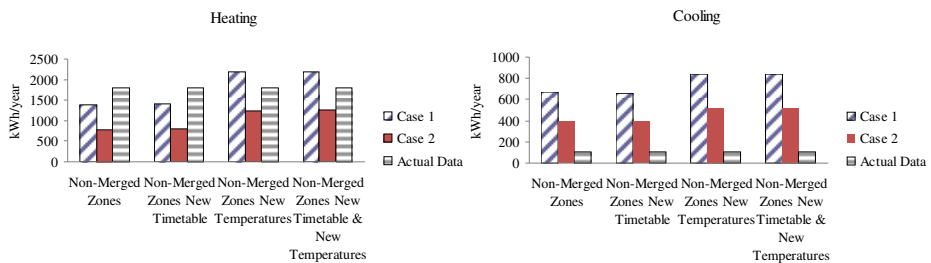 Heating
kWh/year
2500
2000
1500
1000
500
0
Non-Merged
Zones
Non-Merged
Zones New
Timetable
Non-Merged
Zones New
Temperatures
Non-Merged
Zones New
Timetable &
New
Temperatures
Case 1
Case 2
Actual Data
Cooling
kWh/year
1000
800
600
400
200
0
Non-Merged
Zones
Non-Merged
Zones New
Timetable
Non-Merged
Zones New
Temperatures
Non-Merged
Zones New
Timetable &
New
Temperatures
Case 1
Case 2
Actual Data